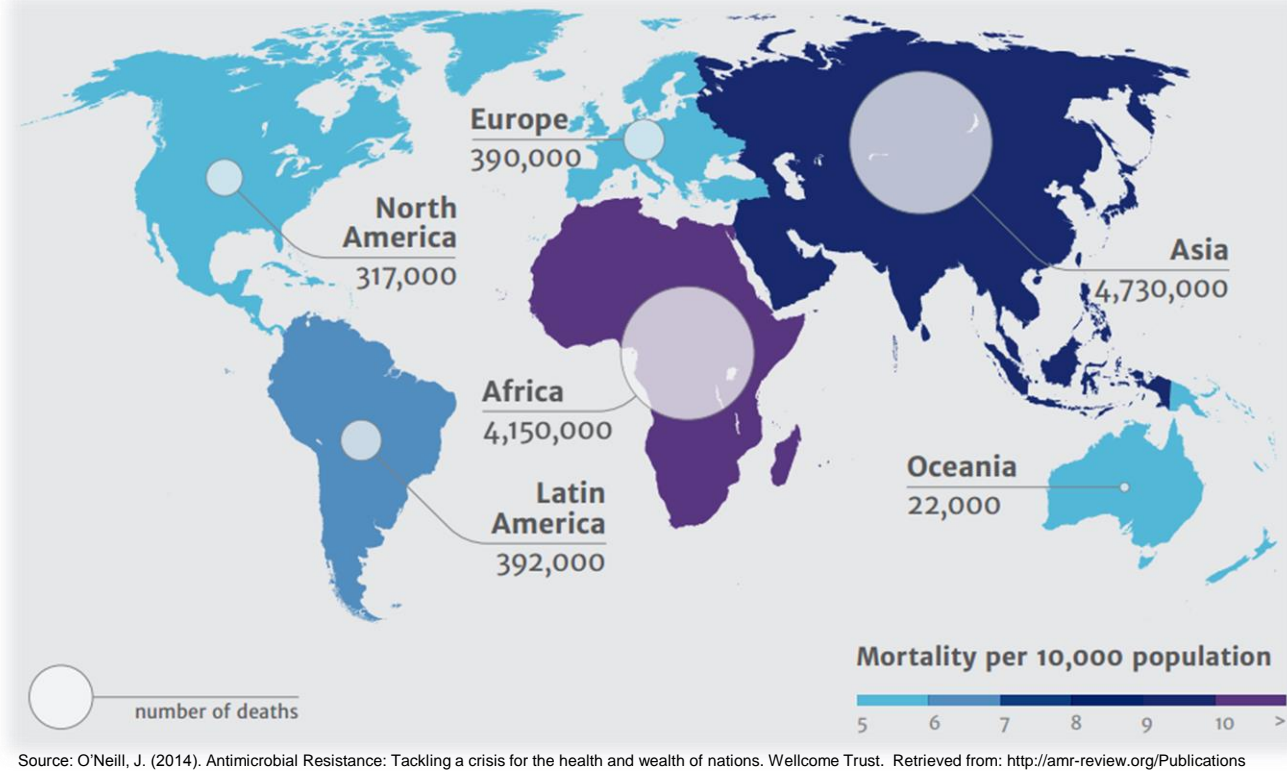 Europe
390,000
North
America
317,000
Asia
4,730,000
Africa
4,150,000
Oceania
22,000
Latin
America
392,000
Mortality per 10,000 population
5 6 7 8 9 10 >
number of deaths
Source: O’Neill, J. (2014). Antimicrobial Resistance: Tackling a crisis for the health and wealth of nations. Wellcome Trust. Retrieved from: http://amr-review.org/Publications